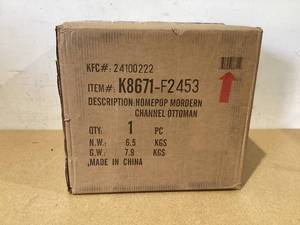 KFC#: 24100222
ITEM#: K8671-F2453
DESCRIPTION:HOMEPOP MORDERN
CHANNEL OTTOMAN
QTY: 1 PC
N.W.: 6.5 KGS
G.W.: 7.9 KGS
MADE IN CHINA